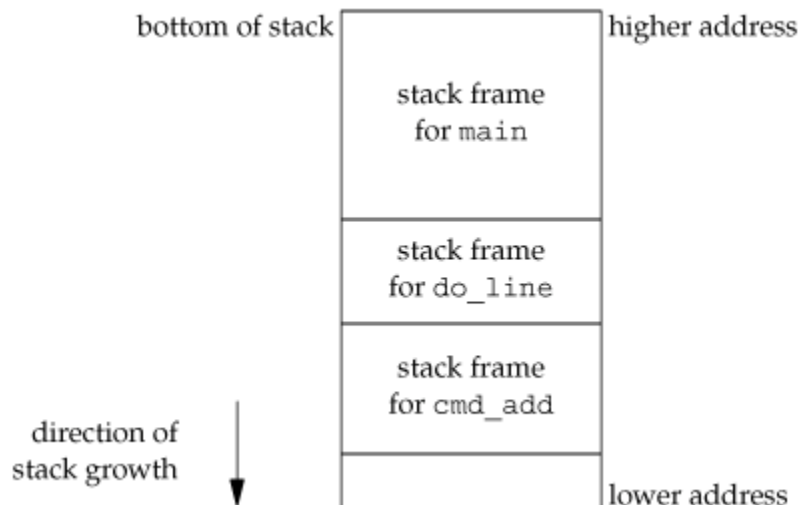 bottom of stack
higher address
stack frame
for main
stack frame
for do_line
stack frame
for cmd_add
direction of
stack growth
lower address